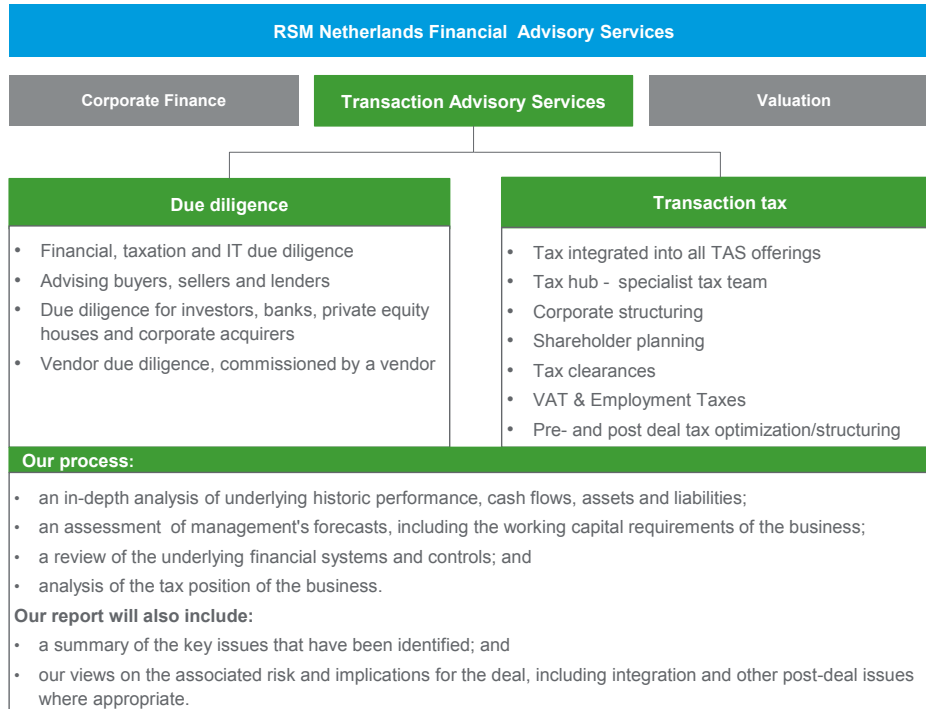 RSM Netherlands Financial Advisory Services
Corporate Finance
Transaction Advisory Services
Valuation
Due diligence
• Financial, taxation and IT due diligence
• Advising buyers, sellers and lenders
• Due diligence for investors, banks, private equity
houses and corporate acquirers
• Vendor due diligence, commissioned by a vendor
Transaction tax
• Tax integrated into all TAS offerings
• Tax hub - specialist tax team
• Corporate structuring
• Shareholder planning
• Tax clearances
• VAT & Employment Taxes
• Pre- and post deal tax optimization/structuring
Our process:
• an in-depth analysis of underlying historic performance, cash flows, assets and liabilities;
• an assessment of management's forecasts, including the working capital requirements of the business;
• a review of the underlying financial systems and controls; and
• analysis of the tax position of the business.
Our report will also include:
• a summary of the key issues that have been identified; and
• our views on the associated risk and implications for the deal, including integration and other post-deal issues
where appropriate.